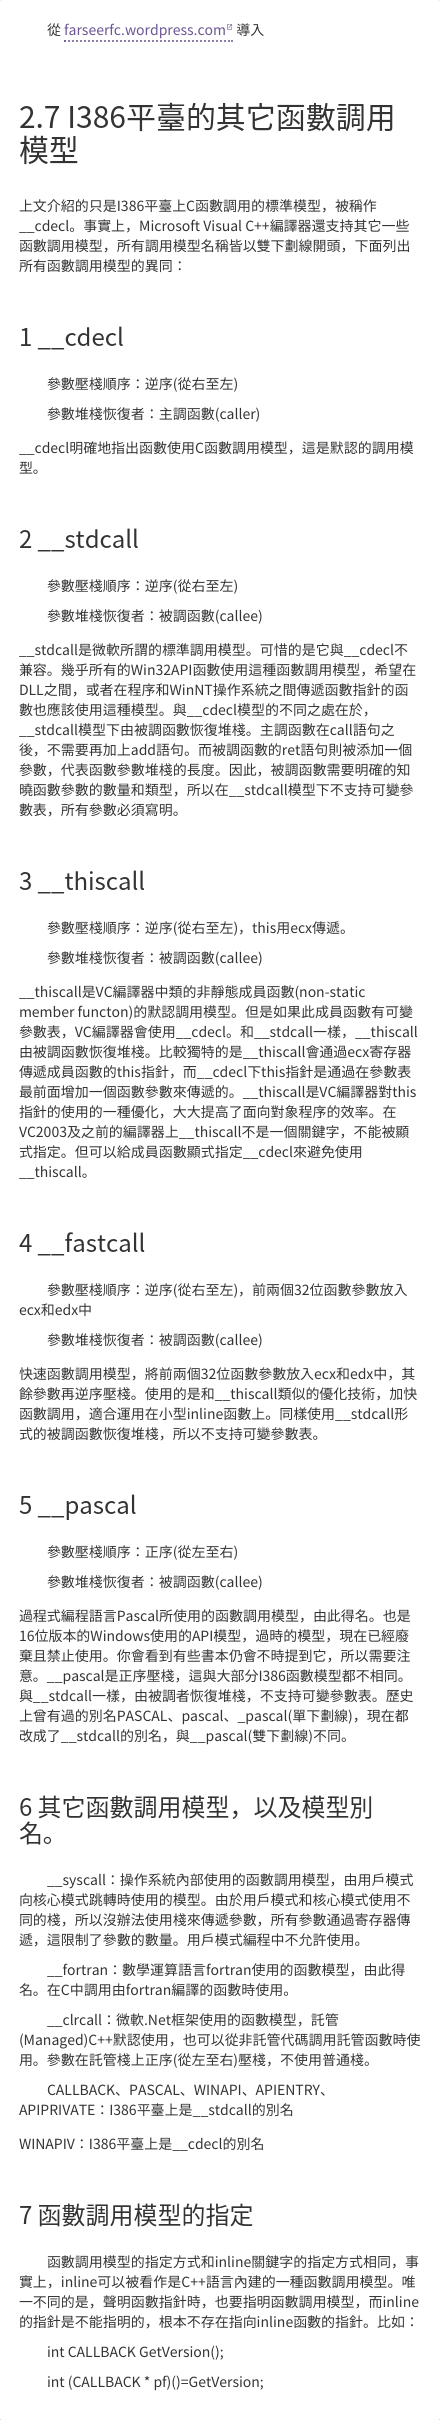 從 farseerfc.wordpress.com 導入
2.7 I386平臺的其它函數調用
模型
上文介紹的只是I386平臺上C函數調用的標準模型，被稱作
__cdecl。事實上，Microsoft Visual C++編譯器還支持其它一些
函數調用模型，所有調用模型名稱皆以雙下劃線開頭，下面列出
所有函數調用模型的異同：
1 __cdecl
參數壓棧順序：逆序(從右至左)
參數堆棧恢復者：主調函數(caller)
__cdecl明確地指出函數使用C函數調用模型，這是默認的調用模
型。
2 __stdcall
參數壓棧順序：逆序(從右至左)
參數堆棧恢復者：被調函數(callee)
__stdcall是微軟所謂的標準調用模型。可惜的是它與__cdecl不
兼容。幾乎所有的Win32API函數使用這種函數調用模型，希望在
DLL之間，或者在程序和WinNT操作系統之間傳遞函數指針的函
數也應該使用這種模型。與__cdecl模型的不同之處在於，
__stdcall模型下由被調函數恢復堆棧。主調函數在call語句之
後，不需要再加上add語句。而被調函數的ret語句則被添加一個
參數，代表函數參數堆棧的長度。因此，被調函數需要明確的知
曉函數參數的數量和類型，所以在__stdcall模型下不支持可變參
數表，所有參數必須寫明。
3 __thiscall
參數壓棧順序：逆序(從右至左)，this用ecx傳遞。
參數堆棧恢復者：被調函數(callee)
__thiscall是VC編譯器中類的非靜態成員函數(non-static
member functon)的默認調用模型。但是如果此成員函數有可變
參數表，VC編譯器會使用__cdecl。和__stdcall一樣，__thiscall
由被調函數恢復堆棧。比較獨特的是__thiscall會通過ecx寄存器
傳遞成員函數的this指針，而__cdecl下this指針是通過在參數表
最前面增加一個函數參數來傳遞的。__thiscall是VC編譯器對this
指針的使用的一種優化，大大提高了面向對象程序的效率。在
VC2003及之前的編譯器上__thiscall不是一個關鍵字，不能被顯
式指定。但可以給成員函數顯式指定__cdecl來避免使用
__thiscall。
4 __fastcall
參數壓棧順序：逆序(從右至左)，前兩個32位函數參數放入
ecx和edx中
參數堆棧恢復者：被調函數(callee)
快速函數調用模型，將前兩個32位函數參數放入ecx和edx中，其
餘參數再逆序壓棧。使用的是和__thiscall類似的優化技術，加快
函數調用，適合運用在小型inline函數上。同樣使用__stdcall形
式的被調函數恢復堆棧，所以不支持可變參數表。
5 __pascal
參數壓棧順序：正序(從左至右)
參數堆棧恢復者：被調函數(callee)
過程式編程語言Pascal所使用的函數調用模型，由此得名。也是
16位版本的Windows使用的API模型，過時的模型，現在已經廢
棄且禁止使用。你會看到有些書本仍會不時提到它，所以需要注
意。__pascal是正序壓棧，這與大部分I386函數模型都不相同。
與__stdcall一樣，由被調者恢復堆棧，不支持可變參數表。歷史
上曾有過的別名PASCAL、pascal、_pascal(單下劃線)，現在都
改成了__stdcall的別名，與__pascal(雙下劃線)不同。
6 其它函數調用模型，以及模型別
名。
__syscall：操作系統內部使用的函數調用模型，由用戶模式
向核心模式跳轉時使用的模型。由於用戶模式和核心模式使用不
同的棧，所以沒辦法使用棧來傳遞參數，所有參數通過寄存器傳
遞，這限制了參數的數量。用戶模式編程中不允許使用。
__fortran：數學運算語言fortran使用的函數模型，由此得
名。在C中調用由fortran編譯的函數時使用。
__clrcall：微軟.Net框架使用的函數模型，託管
(Managed)C++默認使用，也可以從非託管代碼調用託管函數時使
用。參數在託管棧上正序(從左至右)壓棧，不使用普通棧。
CALLBACK、PASCAL、WINAPI、APIENTRY、
APIPRIVATE：I386平臺上是__stdcall的別名
WINAPIV：I386平臺上是__cdecl的別名
7 函數調用模型的指定
函數調用模型的指定方式和inline關鍵字的指定方式相同，事
實上，inline可以被看作是C++語言內建的一種函數調用模型。唯
一不同的是，聲明函數指針時，也要指明函數調用模型，而inline
的指針是不能指明的，根本不存在指向inline函數的指針。比如：
int CALLBACK GetVersion();
int (CALLBACK * pf)()=GetVersion;